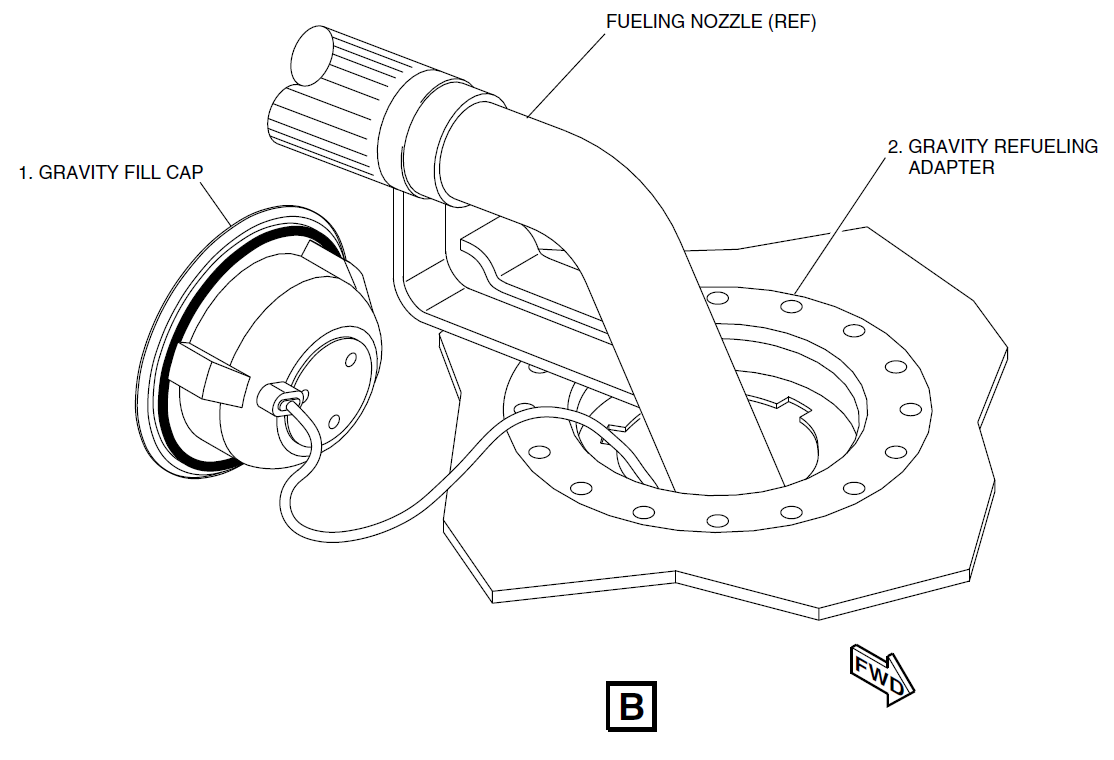 FUELING NOZZLE (REF)
1. GRAVITY FILL CAP
2. GRAVITY REFUELING
ADAPTER
FWD
B